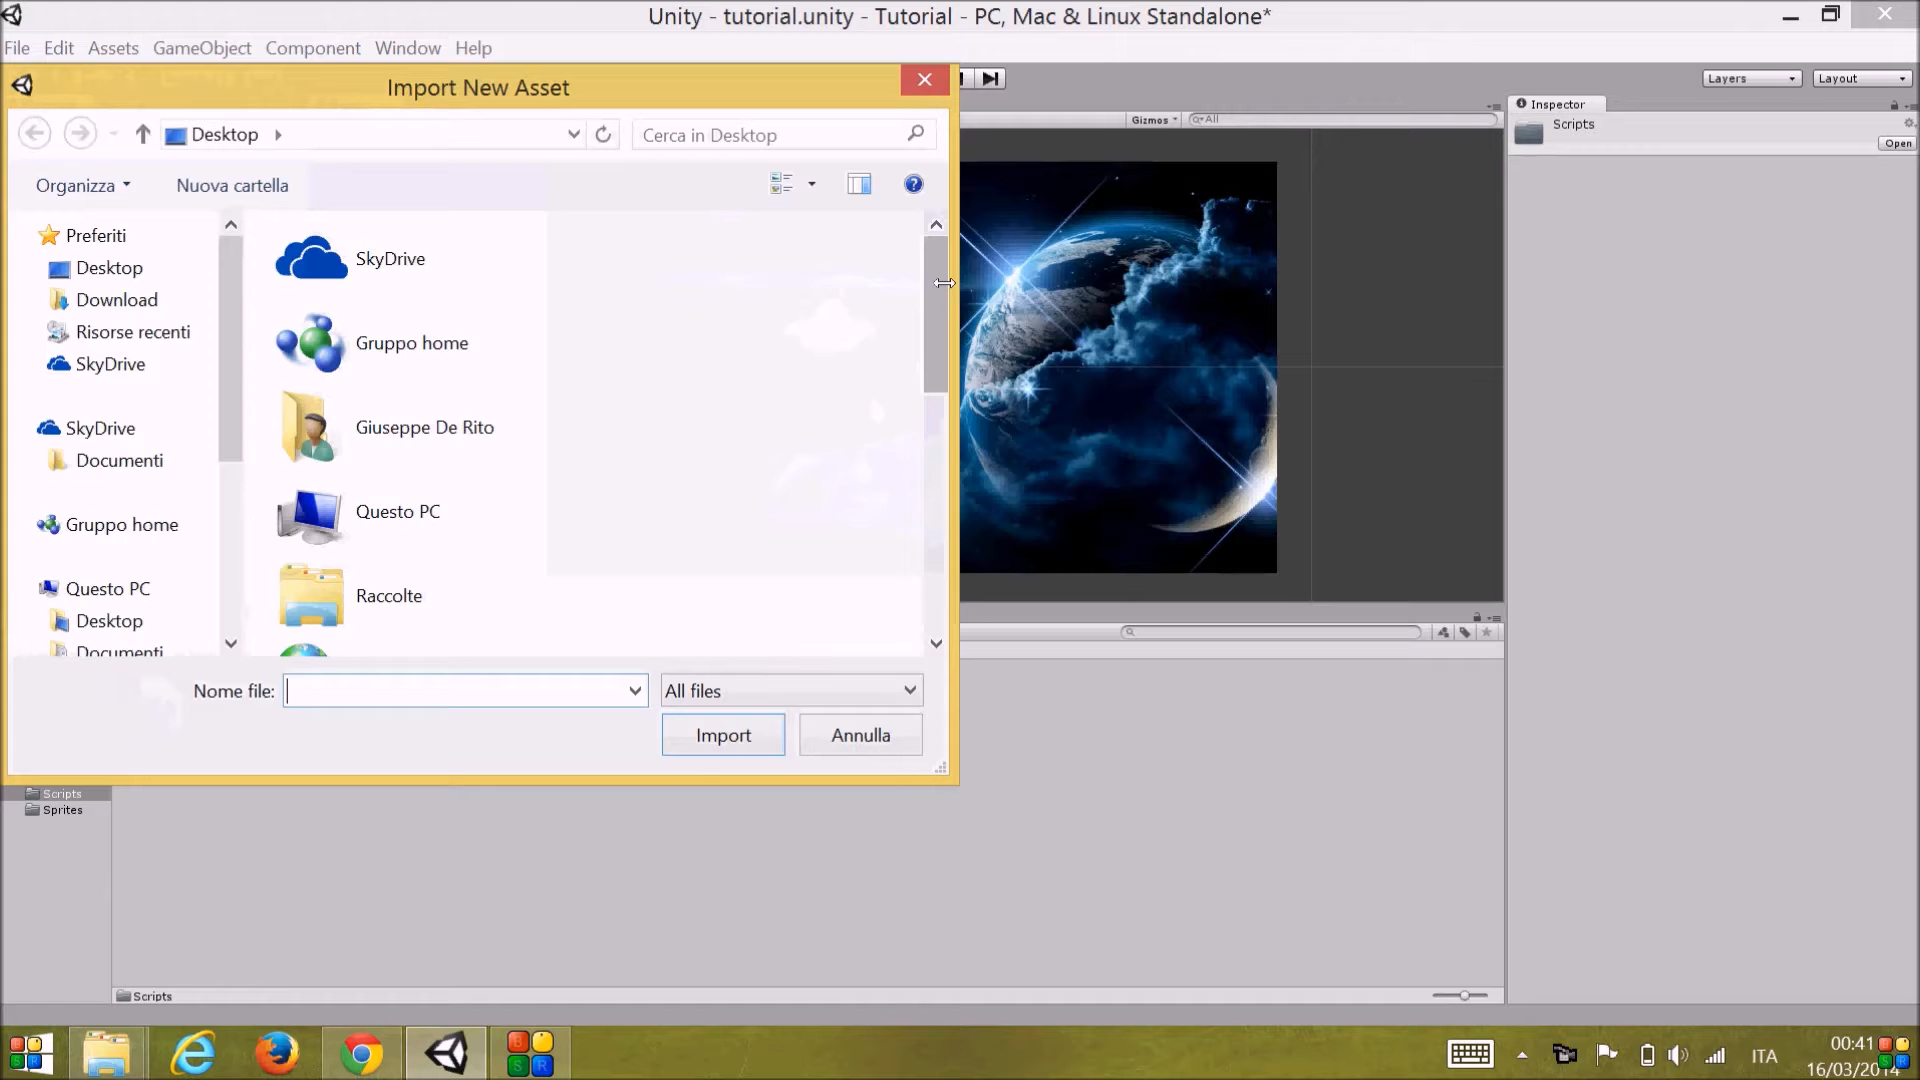 Unity - tutorial.unity - Tutorial - PC, Mac & Linux Standalone*
File Edit Assets GameObject Component Window Help
Import New Asset
Layers Layout
Desktop
Cerca in Desktop
Gizmos All
Inspector
Scripts
Open
Organizza Nuova cartella
Preferiti
Desktop
Download
Risorse recenti
SkyDrive
SkyDrive
Documenti
Gruppo home
Questo PC
Desktop
Documenti
SkyDrive
Gruppo home
Giuseppe De Rito
Questo PC
Raccolte
Nome file:
All files
Import Annulla
Scripts
Sprites
Scripts
ITA
00:41
16/03/2014